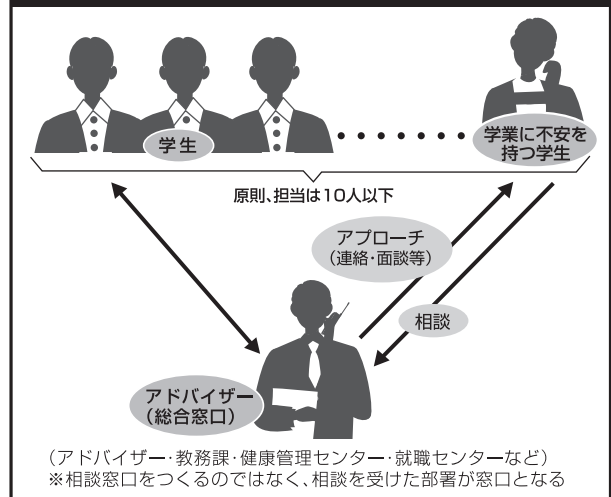 学生
学業に不安を
持つ学生
原則、担当は10人以下
アプローチ
（連絡・面談等）
相談
アドバイザー
（総合窓口）
（アドバイザー・教務課・健康管理センター・就職センターなど）
※相談窓口をつくるのではなく、相談を受けた部署が窓口となる